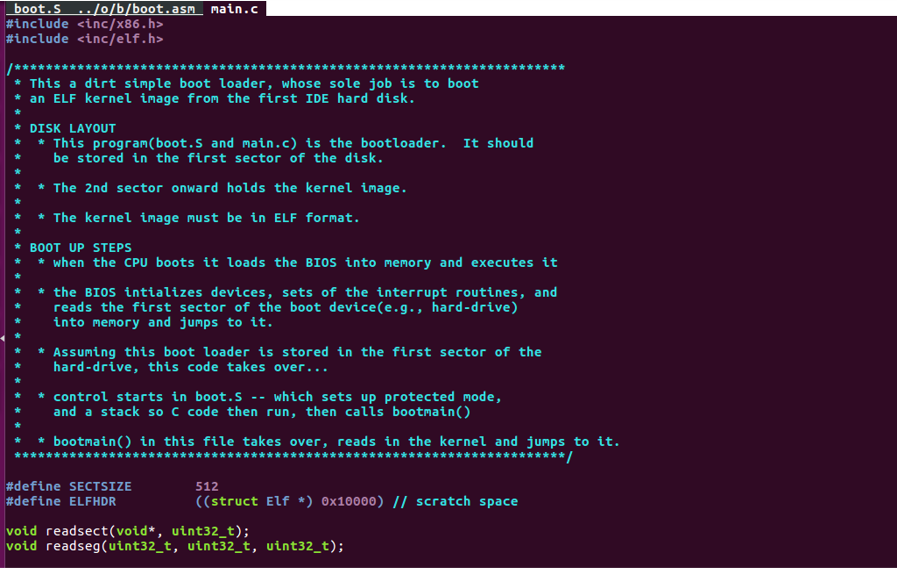 boot.S  ../o/b/boot.asm  main.c
#include <inc/x86.h>
#include <inc/elf.h>
/**********************************************************************
 * This a dirt simple boot loader, whose sole job is to boot
 * an ELF kernel image from the first IDE hard disk.
 *
 * DISK LAYOUT
 *  * This program(boot.S and main.c) is the bootloader.  It should
 *    be stored in the first sector of the disk.
 *
 *  * The 2nd sector onward holds the kernel image.
 *
 *  * The kernel image must be in ELF format.
 *
 * BOOT UP STEPS
 *  * when the CPU boots it loads the BIOS into memory and executes it
 *
 *  * the BIOS intializes devices, sets of the interrupt routines, and
 *    reads the first sector of the boot device(e.g., hard-drive)
 *    into memory and jumps to it.
 *
 *  * Assuming this boot loader is stored in the first sector of the
 *    hard-drive, this code takes over...
 *
 *  * control starts in boot.S -- which sets up protected mode,
 *    and a stack so C code then run, then calls bootmain()
 *
 *  * bootmain() in this file takes over, reads in the kernel and jumps to it.
 **********************************************************************/
#define SECTSIZE        512
#define ELFHDR          ((struct Elf *) 0x10000) // scratch space
void readsect(void*, uint32_t);
void readseg(uint32_t, uint32_t, uint32_t);